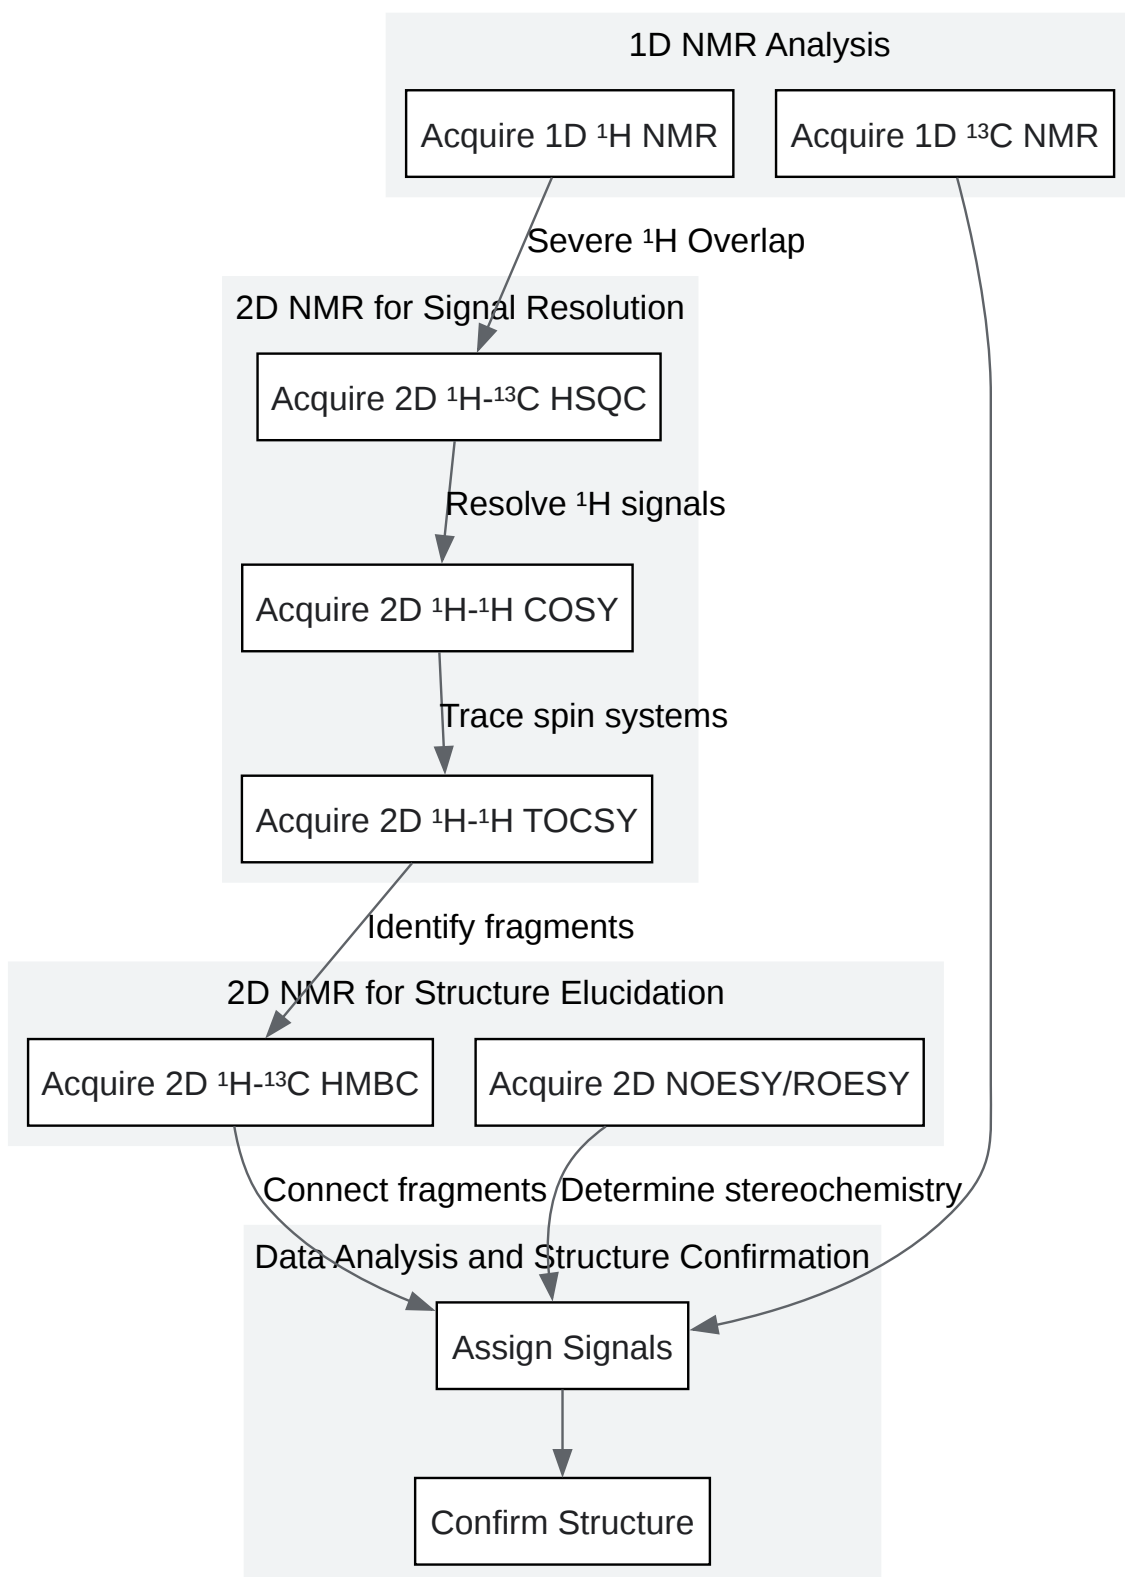 1D NMR Analysis
Acquire 1D ¹H NMR
Acquire 1D ¹³C NMR
Severe ¹H Overlap
2D NMR for Signal Resolution
Acquire 2D ¹H-¹³C HSQC
Resolve ¹H signals
Acquire 2D ¹H-¹H COSY
Trace spin systems
Acquire 2D ¹H-¹H TOCSY
Identify fragments
2D NMR for Structure Elucidation
Acquire 2D ¹H-¹³C HMBC
Acquire 2D NOESY/ROESY
Connect fragments
Determine stereochemistry
Data Analysis and Structure Confirmation
Assign Signals
Confirm Structure